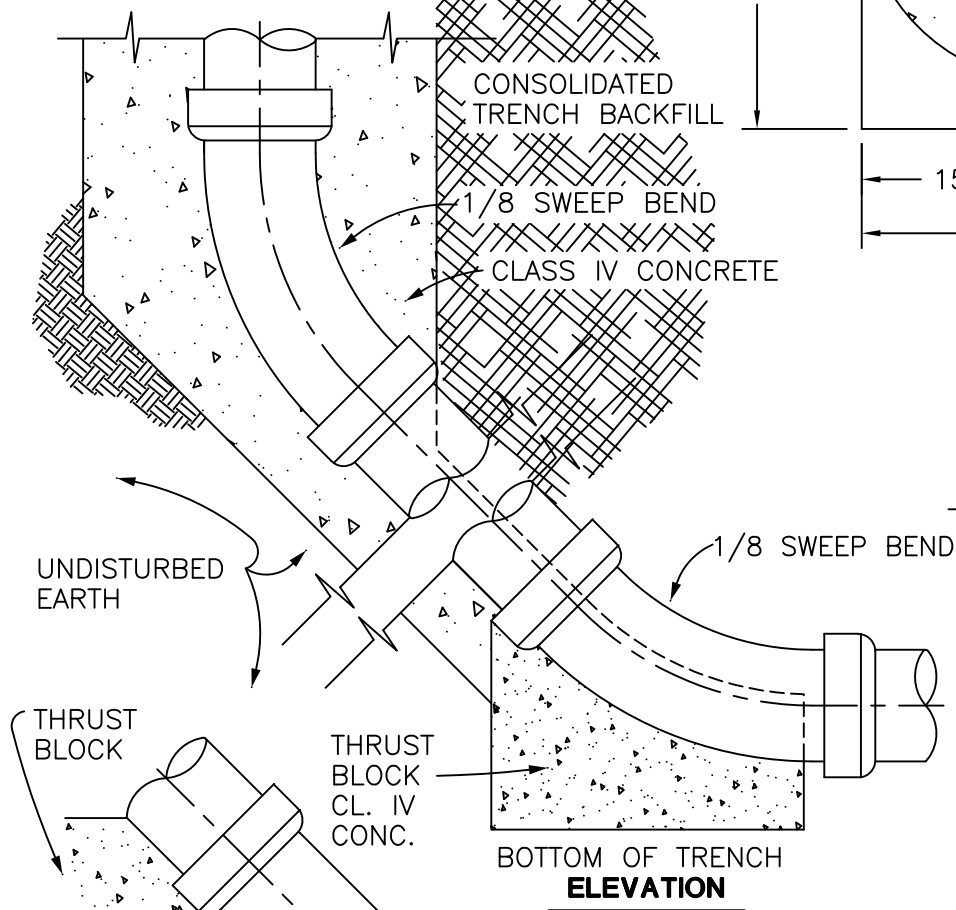 CONSOLIDATED
TRENCH BACKFILL
15
1/8 SWEEP BEND
CLASS IV CONCRETE
1/8 SWEEP BEND
UNDISTURBED
EARTH
THRUST
BLOCK
THRUST
BLOCK
CL. IV
CONC.
BOTTOM OF TRENCH
ELEVATION